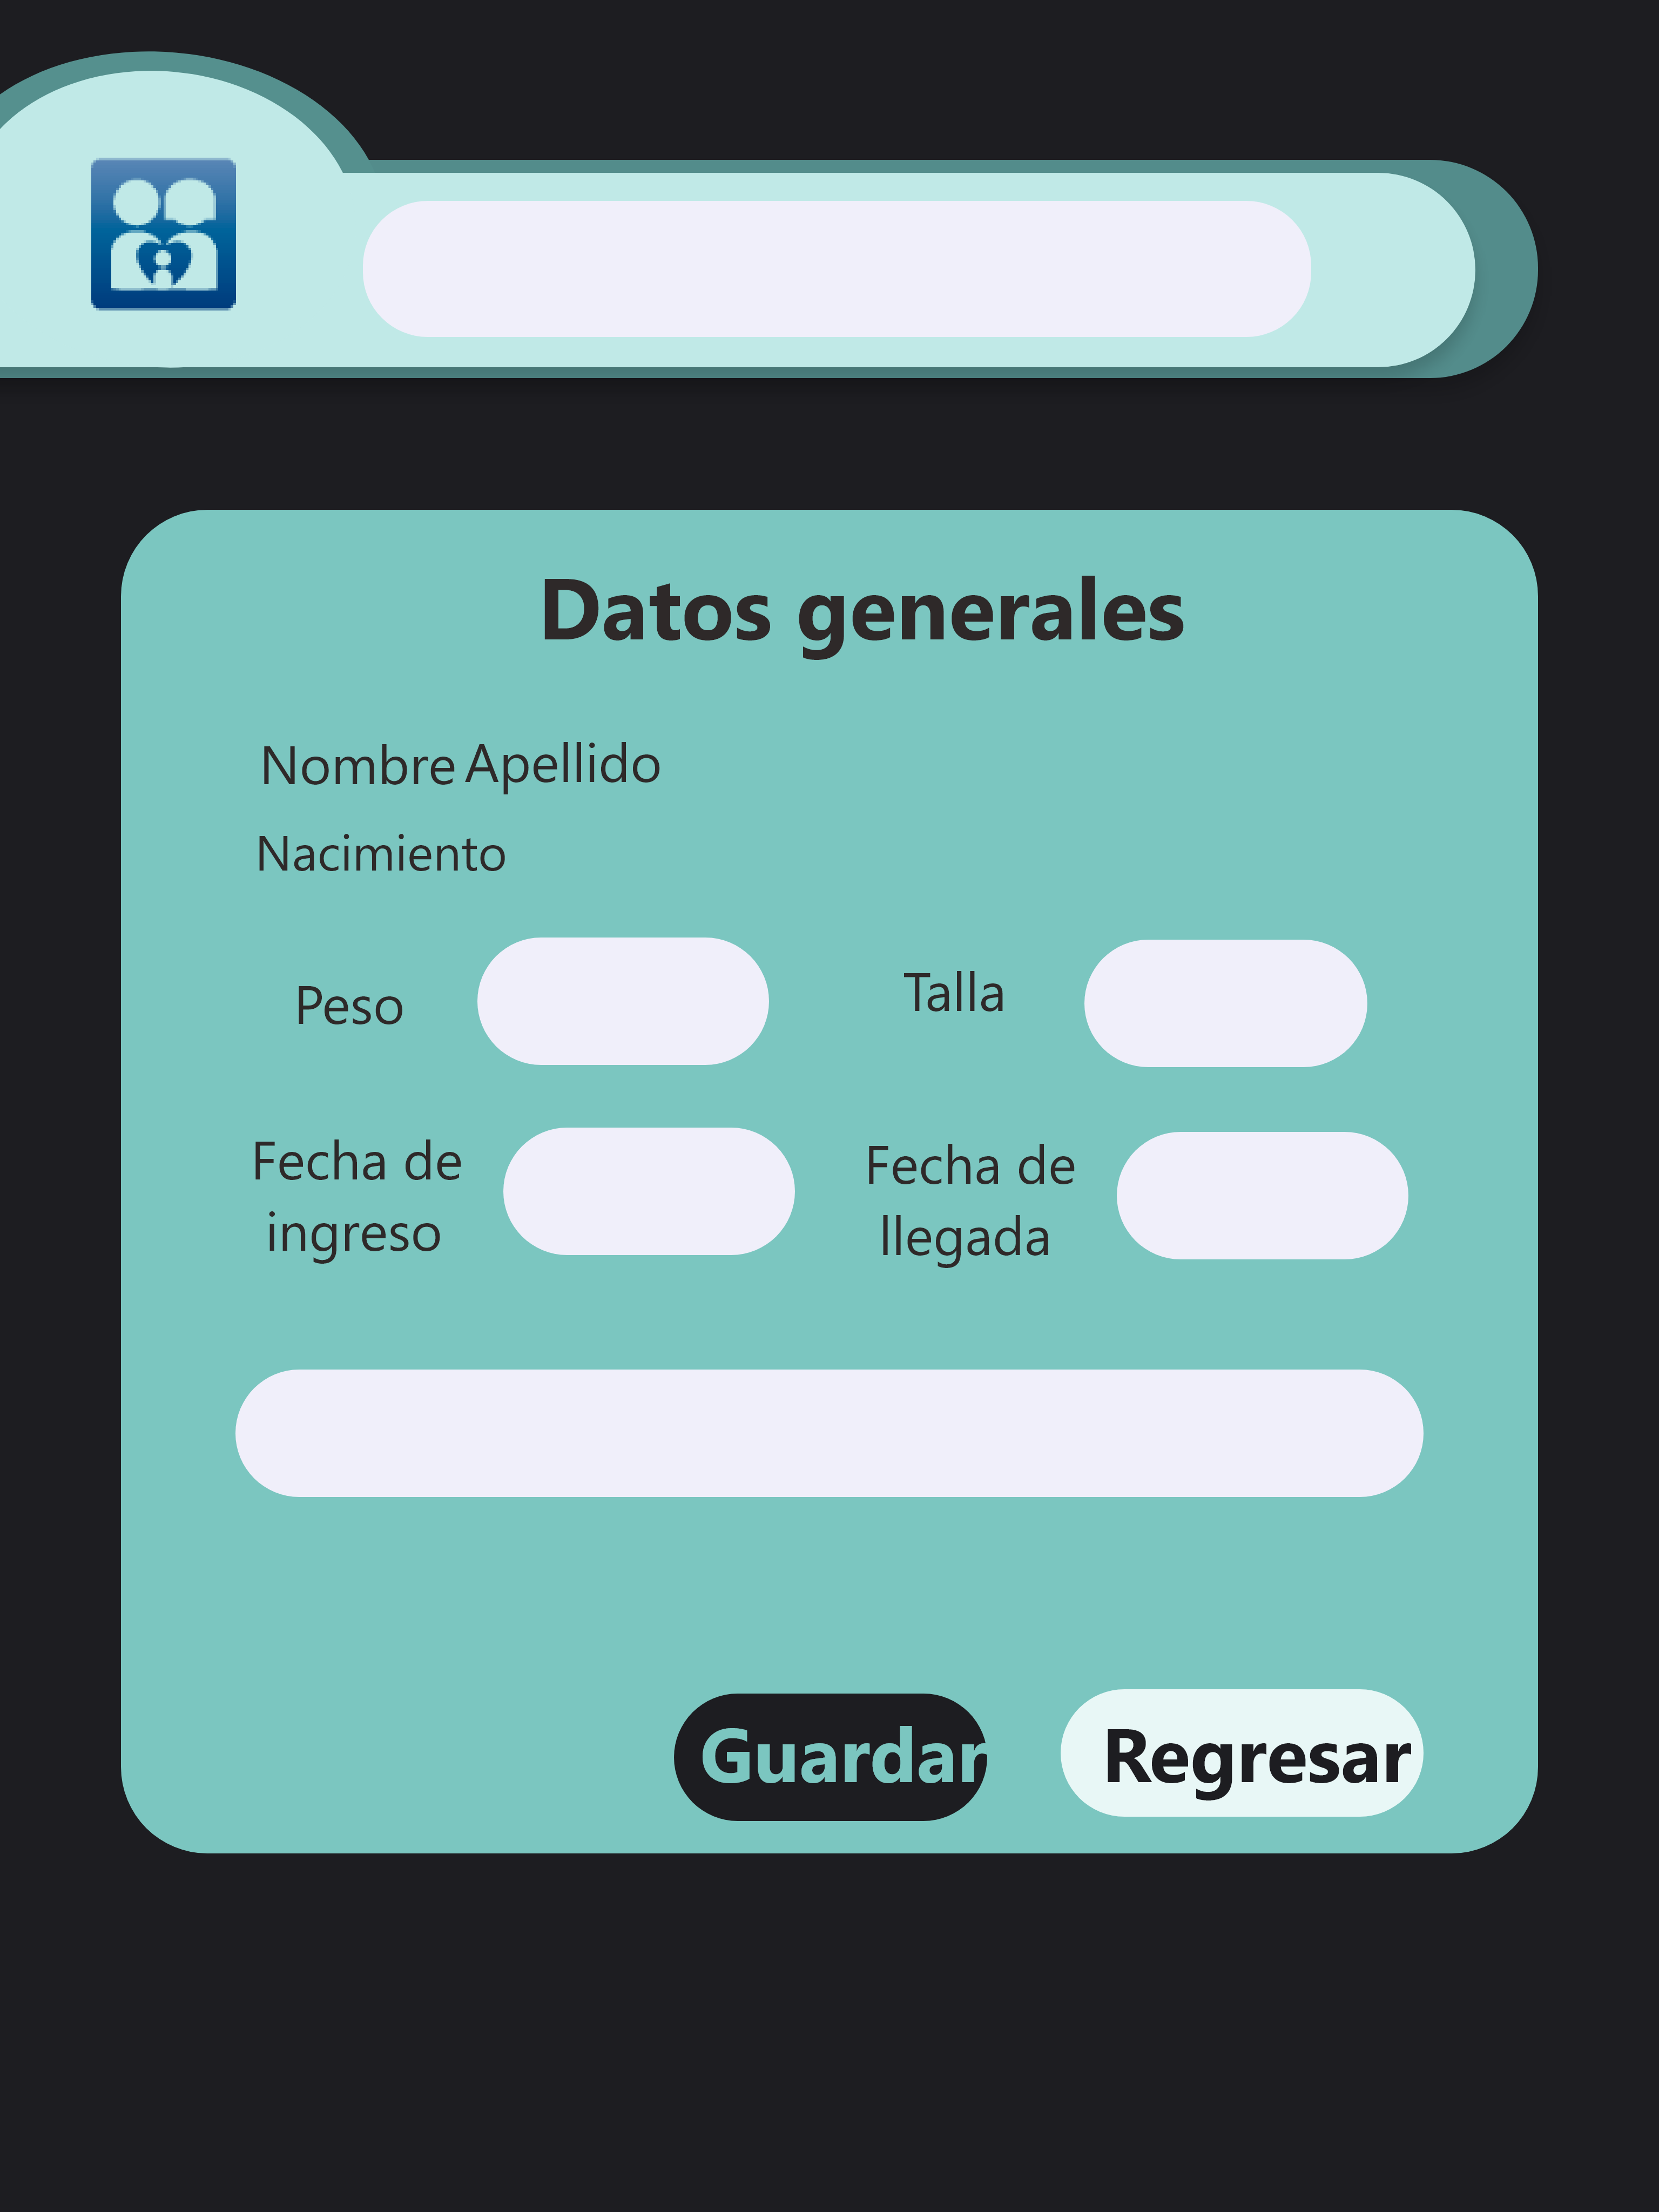 Datos generales
Nombre Apellido
Nacimiento
Peso
Talla
Fecha de
ingreso
Fecha de
llegada
Guardar
Regresar